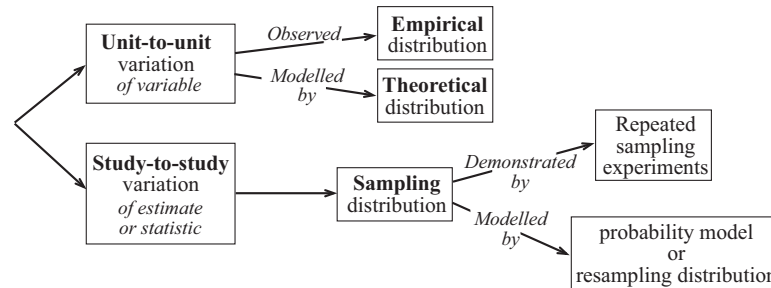 Unit-to-unit
variation
of variable
Observed
Empirical
distribution
Modelled
by
Theoretical
distribution
Study-to-study
variation
of estimate
or statistic
Sampling
distribution
Demonstrated
by
Repeated
sampling
experiments
Modelled
by
probability model
or
resampling distribution